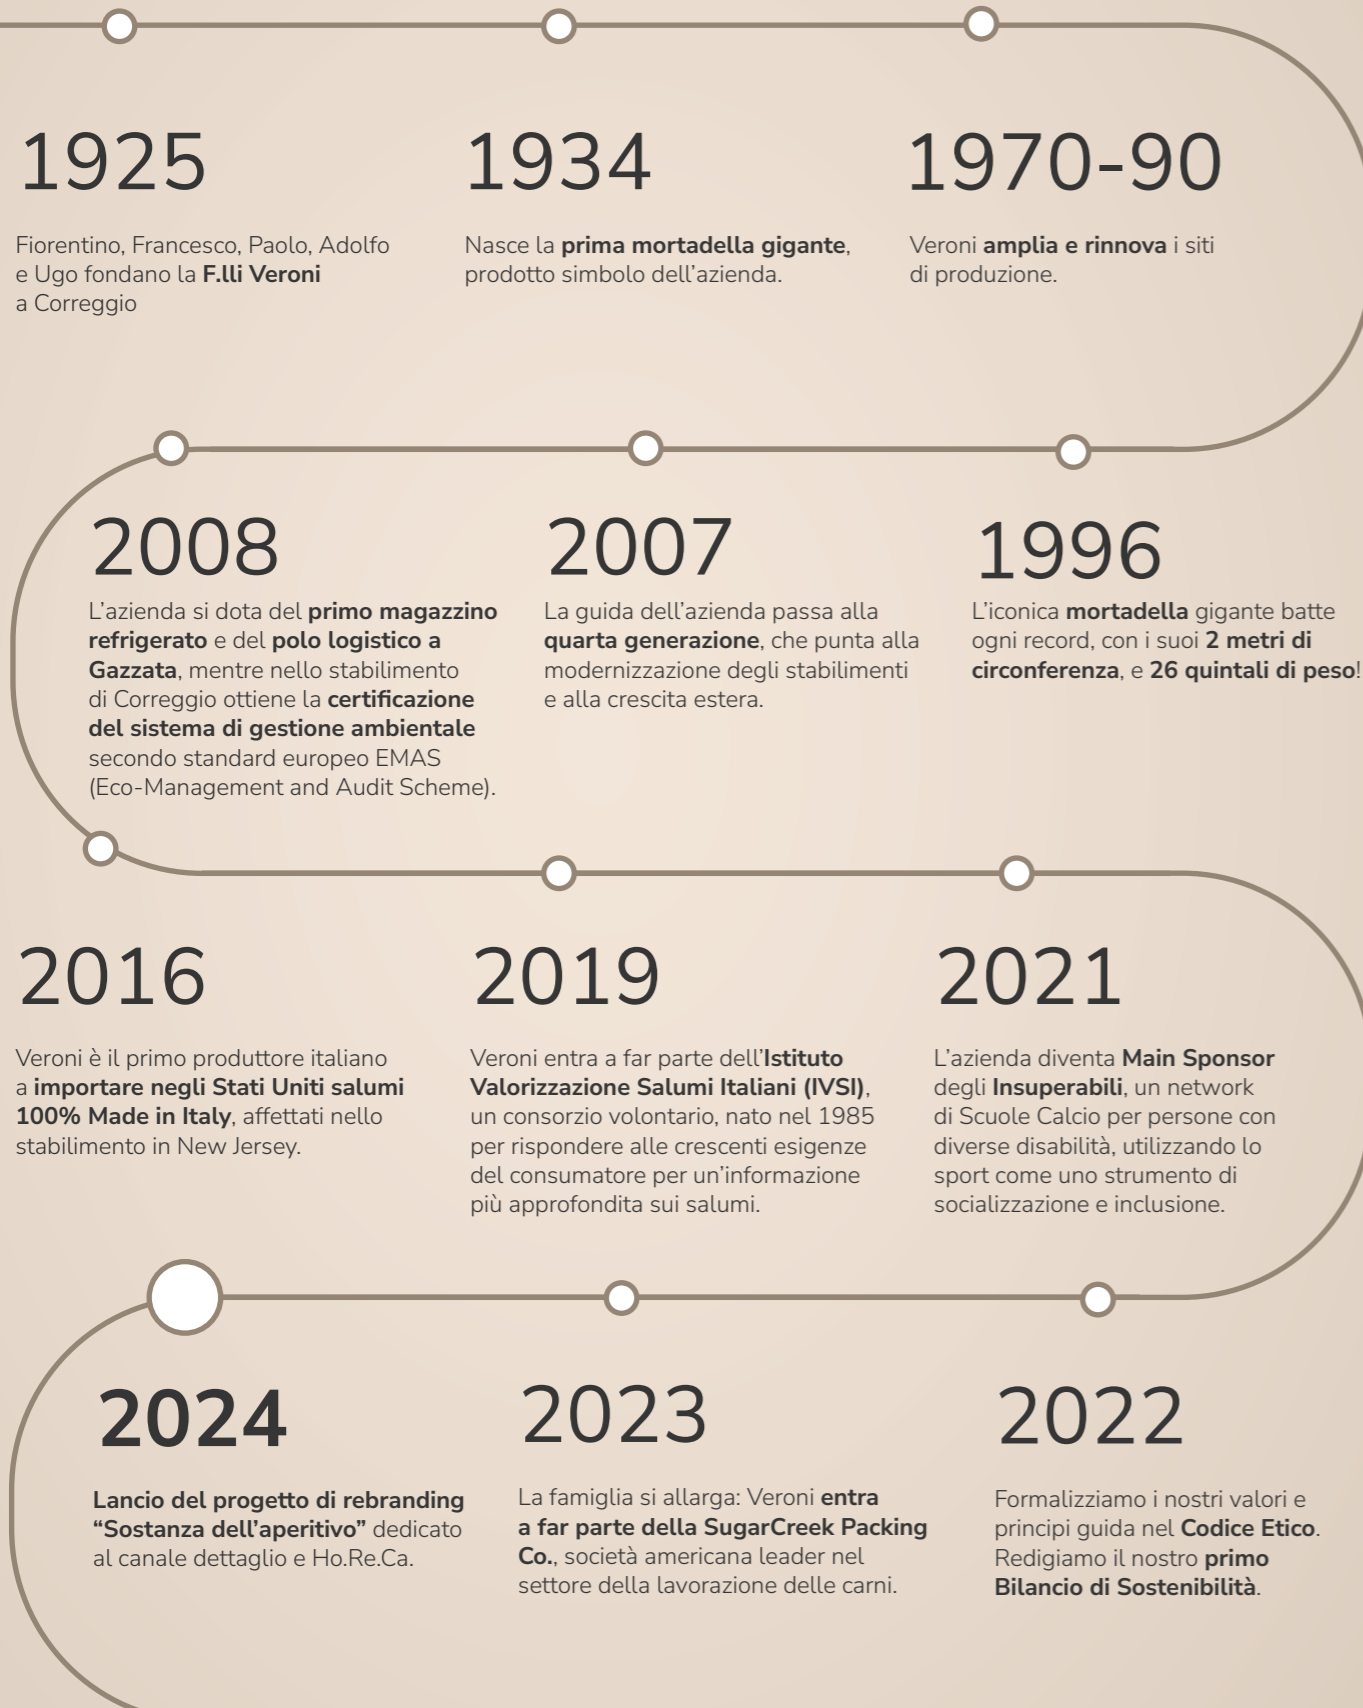 1925
Fiorentino, Francesco, Paolo, Adolfo
e Ugo fondano la F.lli Veroni
a Correggio
1934
Nasce la prima mortadella gigante,
prodotto simbolo dell’azienda.
1970-90
Veroni amplia e rinnova i siti
di produzione.
1996
L’iconica mortadella gigante batte
ogni record, con i suoi 2 metri di
circonferenza, e 26 quintali di peso!
2007
La guida dell’azienda passa alla
quarta generazione, che punta alla
modernizzazione degli stabilimenti
e alla crescita estera.
2008
L’azienda si dota del primo magazzino
refrigerato e del polo logistico a
Gazzata, mentre nello stabilimento
di Correggio ottiene la certificazione
del sistema di gestione ambientale
secondo standard europeo EMAS
(Eco-Management and Audit Scheme).
2016
Veroni è il primo produttore italiano
a importare negli Stati Uniti salumi
100% Made in Italy, affettati nello
stabilimento in New Jersey.
2019
Veroni entra a far parte dell’Istituto
Valorizzazione Salumi Italiani (IVSI),
un consorzio volontario, nato nel 1985
per rispondere alle crescenti esigenze
del consumatore per un’informazione
più approfondita sui salumi.
2021
L’azienda diventa Main Sponsor
degli Insuperabili, un network
di Scuole Calcio per persone con
diverse disabilità, utilizzando lo
sport come uno strumento di
socializzazione e inclusione.
2022
Formalizziamo i nostri valori e
principi guida nel Codice Etico.
Redigiamo il nostro primo
Bilancio di Sostenibilità.
2023
La famiglia si allarga: Veroni entra
a far parte della SugarCreek Packing
Co., società americana leader nel
settore della lavorazione delle carni.
2024
Lancio del progetto di rebranding
“Sostanza dell’aperitivo” dedicato
al canale dettaglio e Ho.Re.Ca.